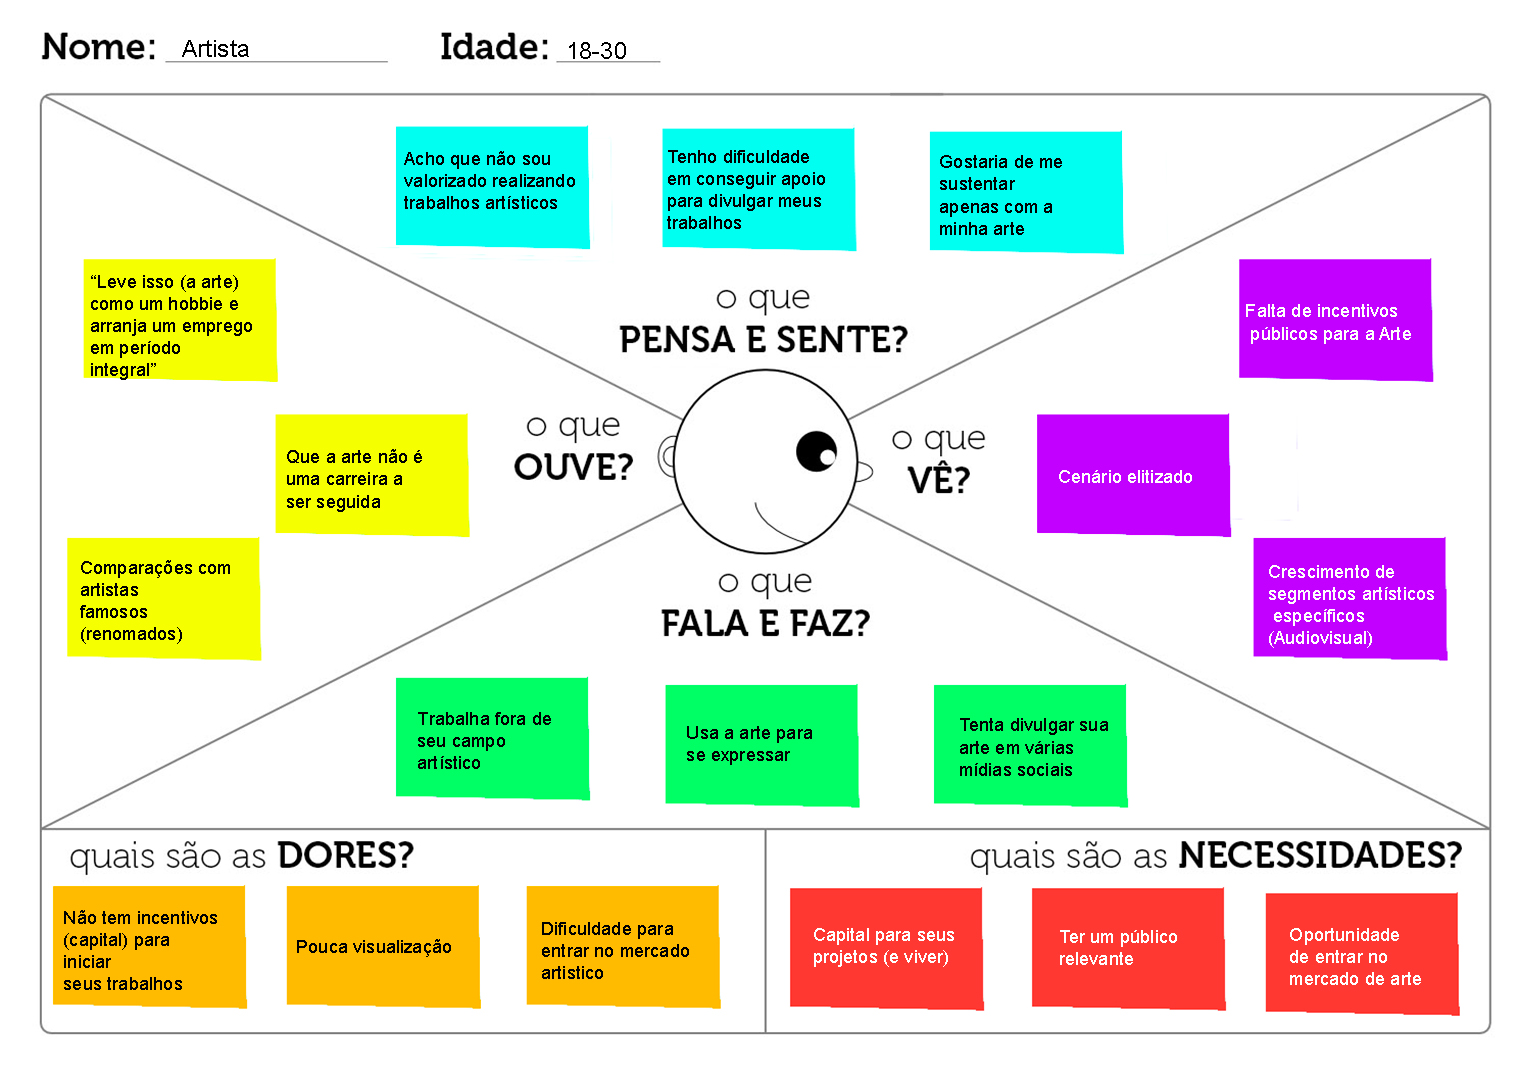 Nome: Artista Idade: 18-30
Acho que não sou
valorizado realizando
trabalhos artísticos
Tenho dificuldade
em conseguir apoio
para divulgar meus
trabalhos
Gostaria de me
sustentar
apenas com a
minha arte
o que
PENSA E SENTE?
“Leve isso (a arte)
como um hobbie e
arranja um emprego
em período
integral”
Que a arte não é
uma carreira a
ser seguida
Comparações com
artistas
famosos
(renomados)
o que
OUVE?
o que
VÊ?
Falta de incentivos
públicos para a Arte
Cenário elitizado
Crescimento de
segmentos artísticos
específicos
(Audiovisual)
o que
FALA E FAZ?
Trabalha fora de
seu campo
artístico
Usa a arte para
se expressar
Tenta divulgar sua
arte em várias
mídias sociais
quais são as DORES?
Não tem incentivos
(capital) para
iniciar
seus trabalhos
Pouca visualização
Dificuldade para
entrar no mercado
artistico
quais são as NECESSIDADES?
Capital para seus
projetos (e viver)
Ter um público
relevante
Oportunidade
de entrar no
mercado de arte